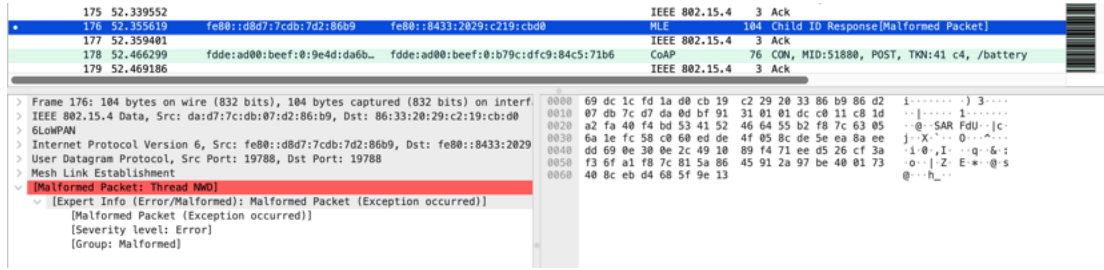 175 52.339552 IEEE 802.15.4 3 Ack
176 52.355619 fe80::d8d7:7cdb:7d2:86b9 fe80::8433:2029:c219:cbd0 MLE 104 Child ID Response[Malformed Packet]
177 52.359401 IEEE 802.15.4 3 Ack
178 52.466299 fdde:ad00:beef:0:9e4d:da6b… fdde:ad00:beef:0:b79c:dfc9:84c5:71b6 CoAP 76 CON, MID:51880, POST, TKN:41 c4, /battery
179 52.469186 IEEE 802.15.4 3 Ack
Frame 176: 104 bytes on wire (832 bits), 104 bytes captured (832 bits) on interf
IEEE 802.15.4 Data, Src: da:d7:7c:db:07:d2:86:b9, Dst: 86:33:20:29:c2:19:cb:d0
6LoWPAN
Internet Protocol Version 6, Src: fe80::d8d7:7cdb:7d2:86b9, Dst: fe80::8433:2029
User Datagram Protocol, Src Port: 19788, Dst Port: 19788
Mesh Link Establishment
[Malformed Packet: Thread NWD]
[Expert Info (Error/Malformed): Malformed Packet (Exception occurred)]
[Malformed Packet (Exception occurred)]
[Severity level: Error]
[Group: Malformed]
0000 69 dc 1c fd 1a d0 cb 19 c2 29 20 33 86 b9 86 d2 i·······  ·) 3····
0010 07 db 7c d7 da 0d bf 91 31 01 01 dc c0 11 c8 1d ··|····· 1·······
0020 a2 fa 40 f4 bd 53 41 52 46 64 55 b2 f8 7c 63 05 ··@··SAR FdU··|c·
0030 6a 1e fc 58 c0 60 ed de 4f 05 8c de 5e ea 8a ee j··X·`·· O···^···
0040 dd 69 0e 30 0e 2c 49 10 89 f4 71 ee d5 26 cf 3a ·i·0·,I· ··q··&·:
0050 f3 6f a1 f8 7c 81 5a 86 45 91 2a 97 be 40 01 73 ·o··|·Z· E·*··@·s
0060 40 8c eb d4 68 5f 9e 13 @···h_··